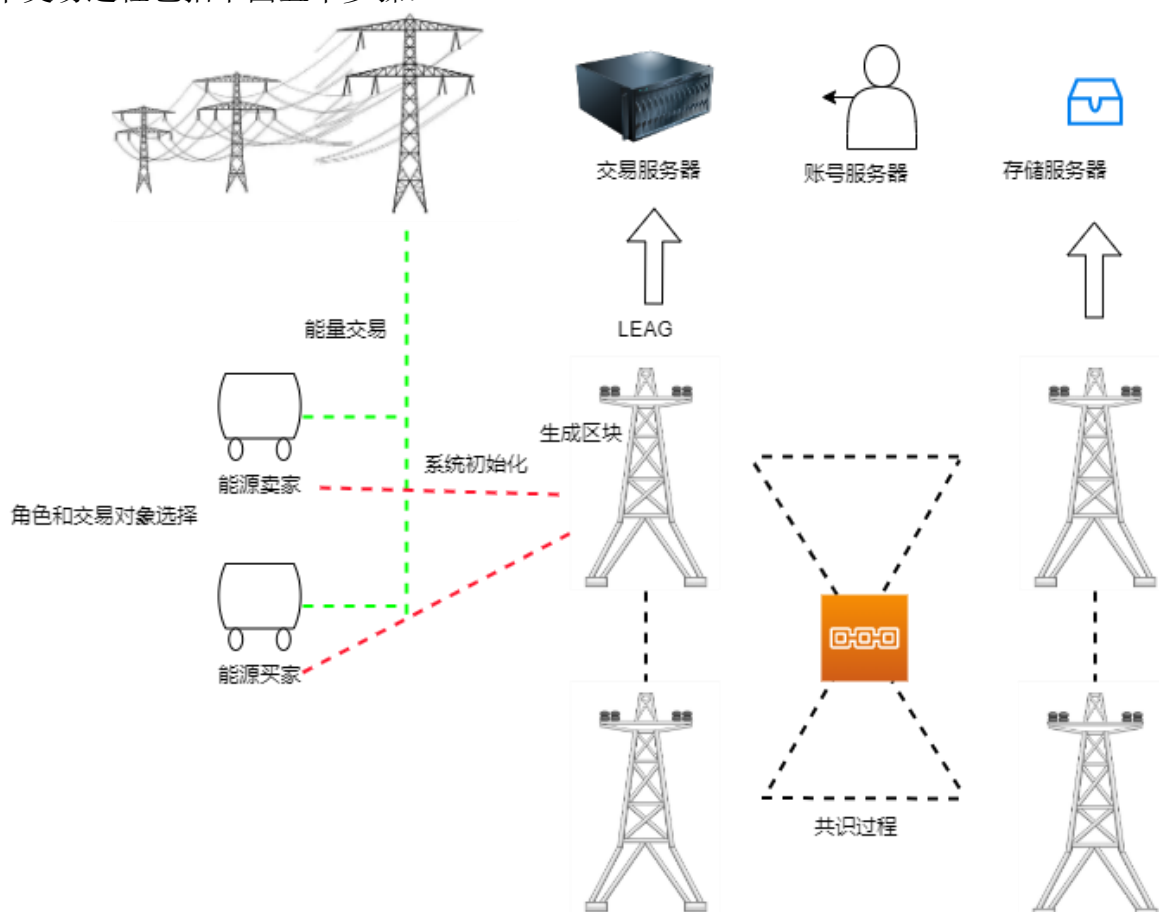 交易服务器
账号服务器
存储服务器
能量交易
LEAG
生成区块
系统初始化
能源卖家
角色和交易对象选择
能源买家
共识过程